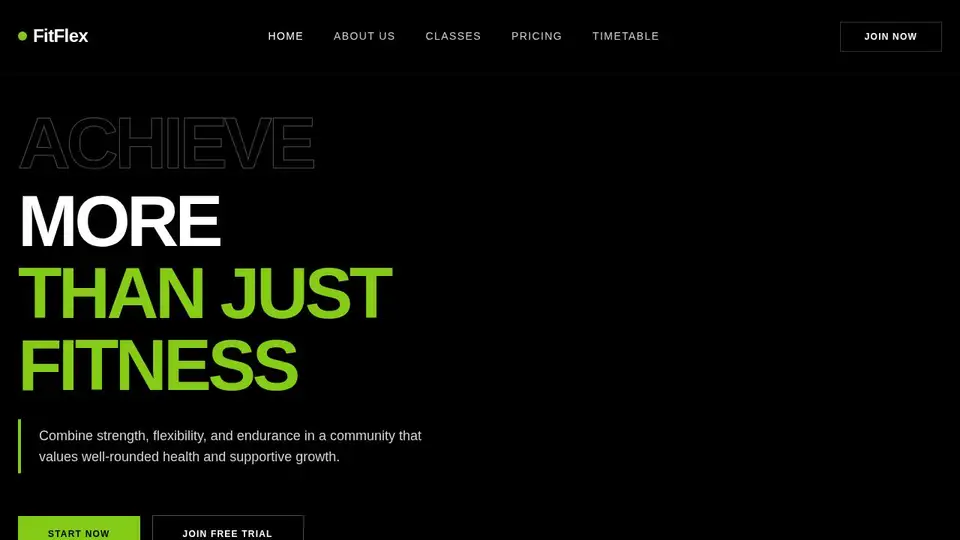 FitFlex
HOME ABOUT US CLASSES PRICING TIMETABLE
JOIN NOW
ACHIEVE
MORE
THAN JUST
FITNESS
Combine strength, flexibility, and endurance in a community that
values well-rounded health and supportive growth.
START NOW
JOIN FREE TRIAL